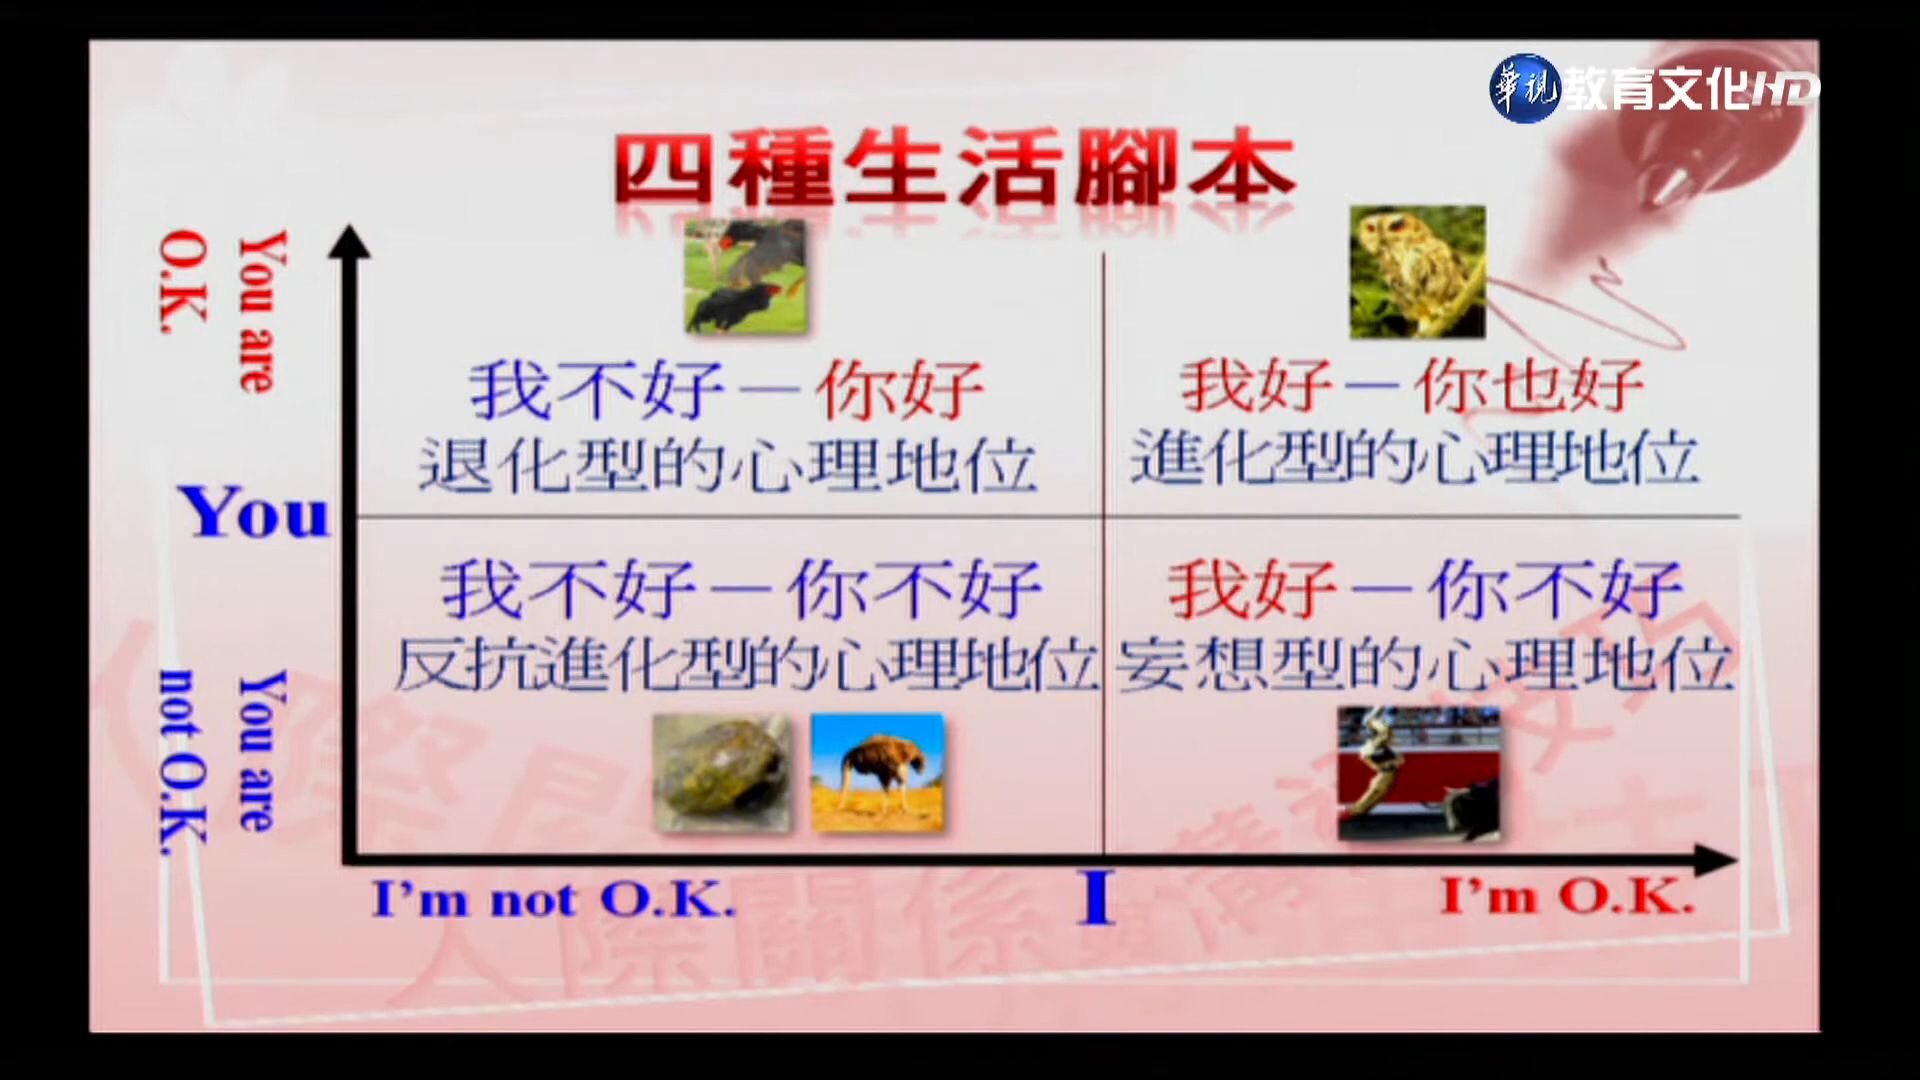 華視 教育文化HD
四種生活腳本
You are
O.K.
我不好－你好
退化型的心理地位
我好－你也好
進化型的心理地位
You
我不好－你不好
反抗進化型的心理地位
我好－你不好
妄想型的心理地位
You are
not O.K.
I'm not O.K.
I
I'm O.K.
人際關係